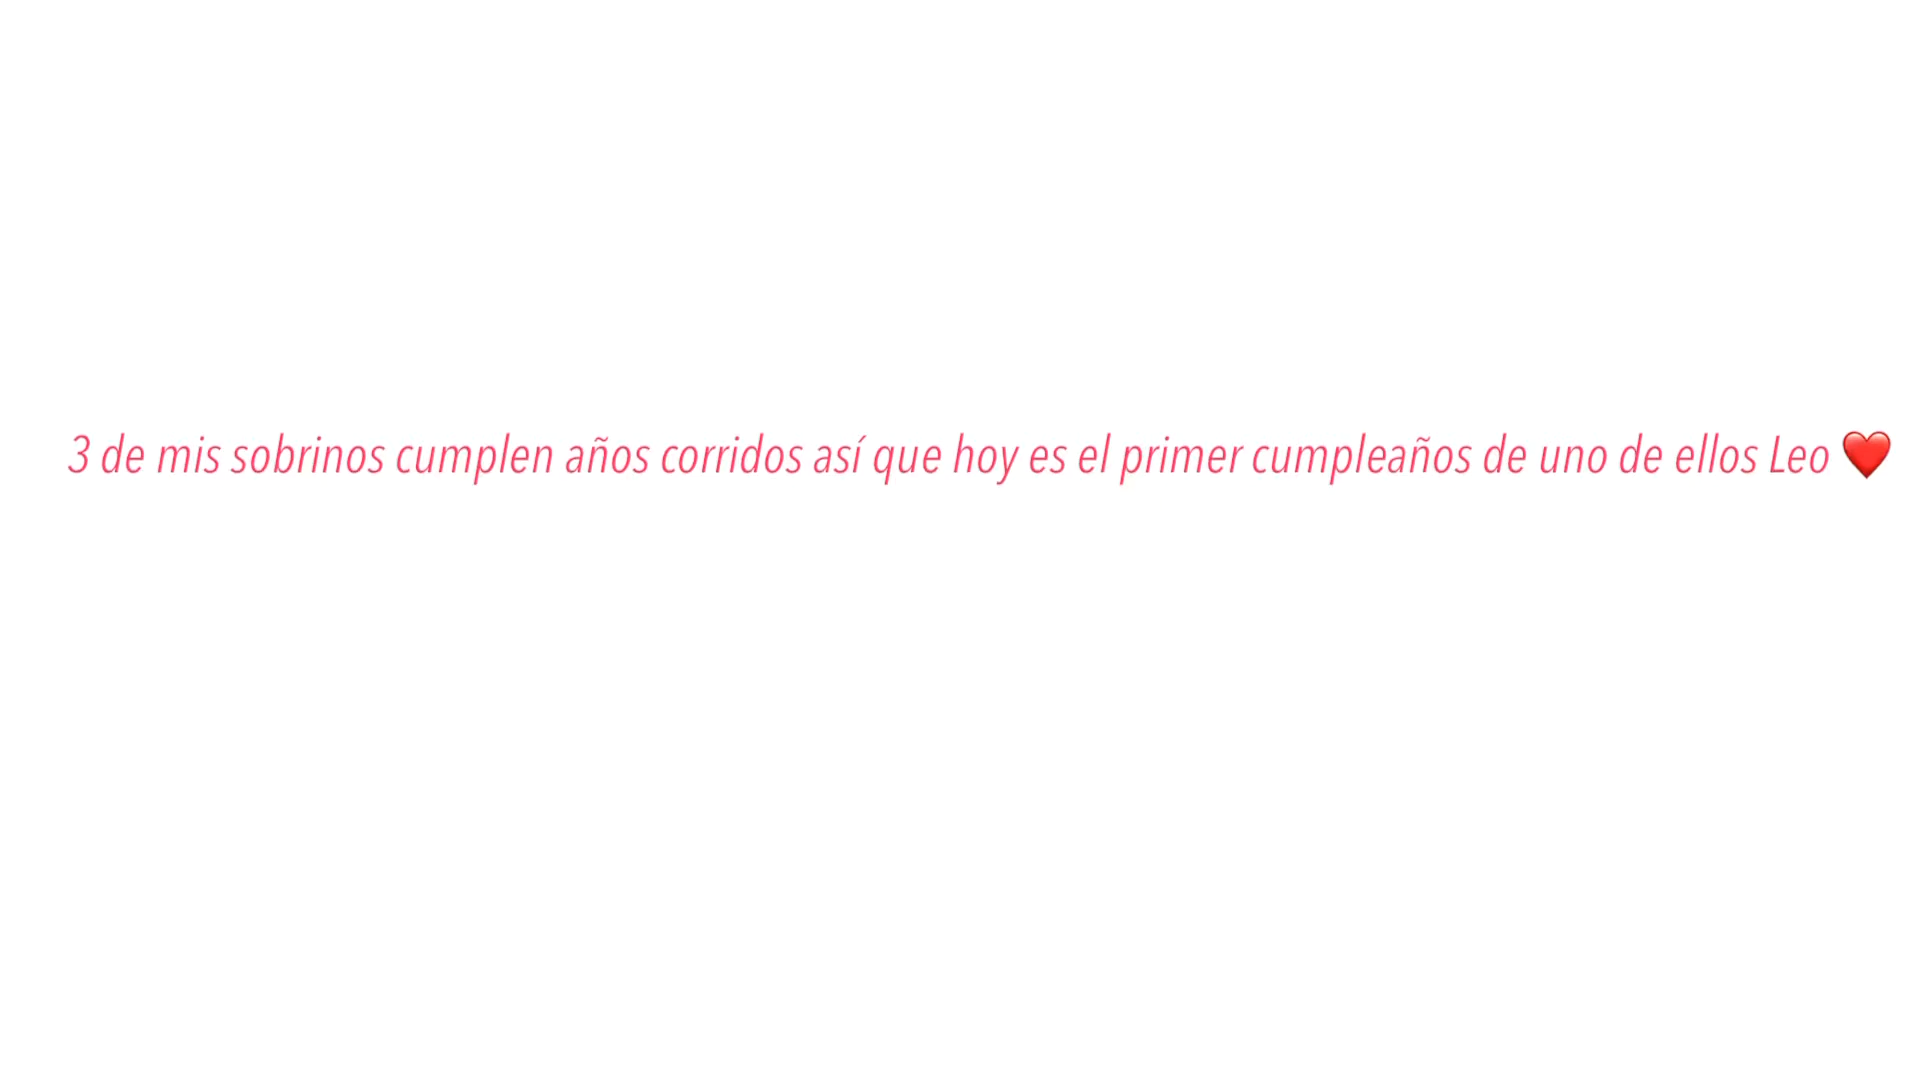 3 de mis sobrinos cumplen años corridos así que hoy es el primer cumpleaños de uno de ellos Leo ❤️